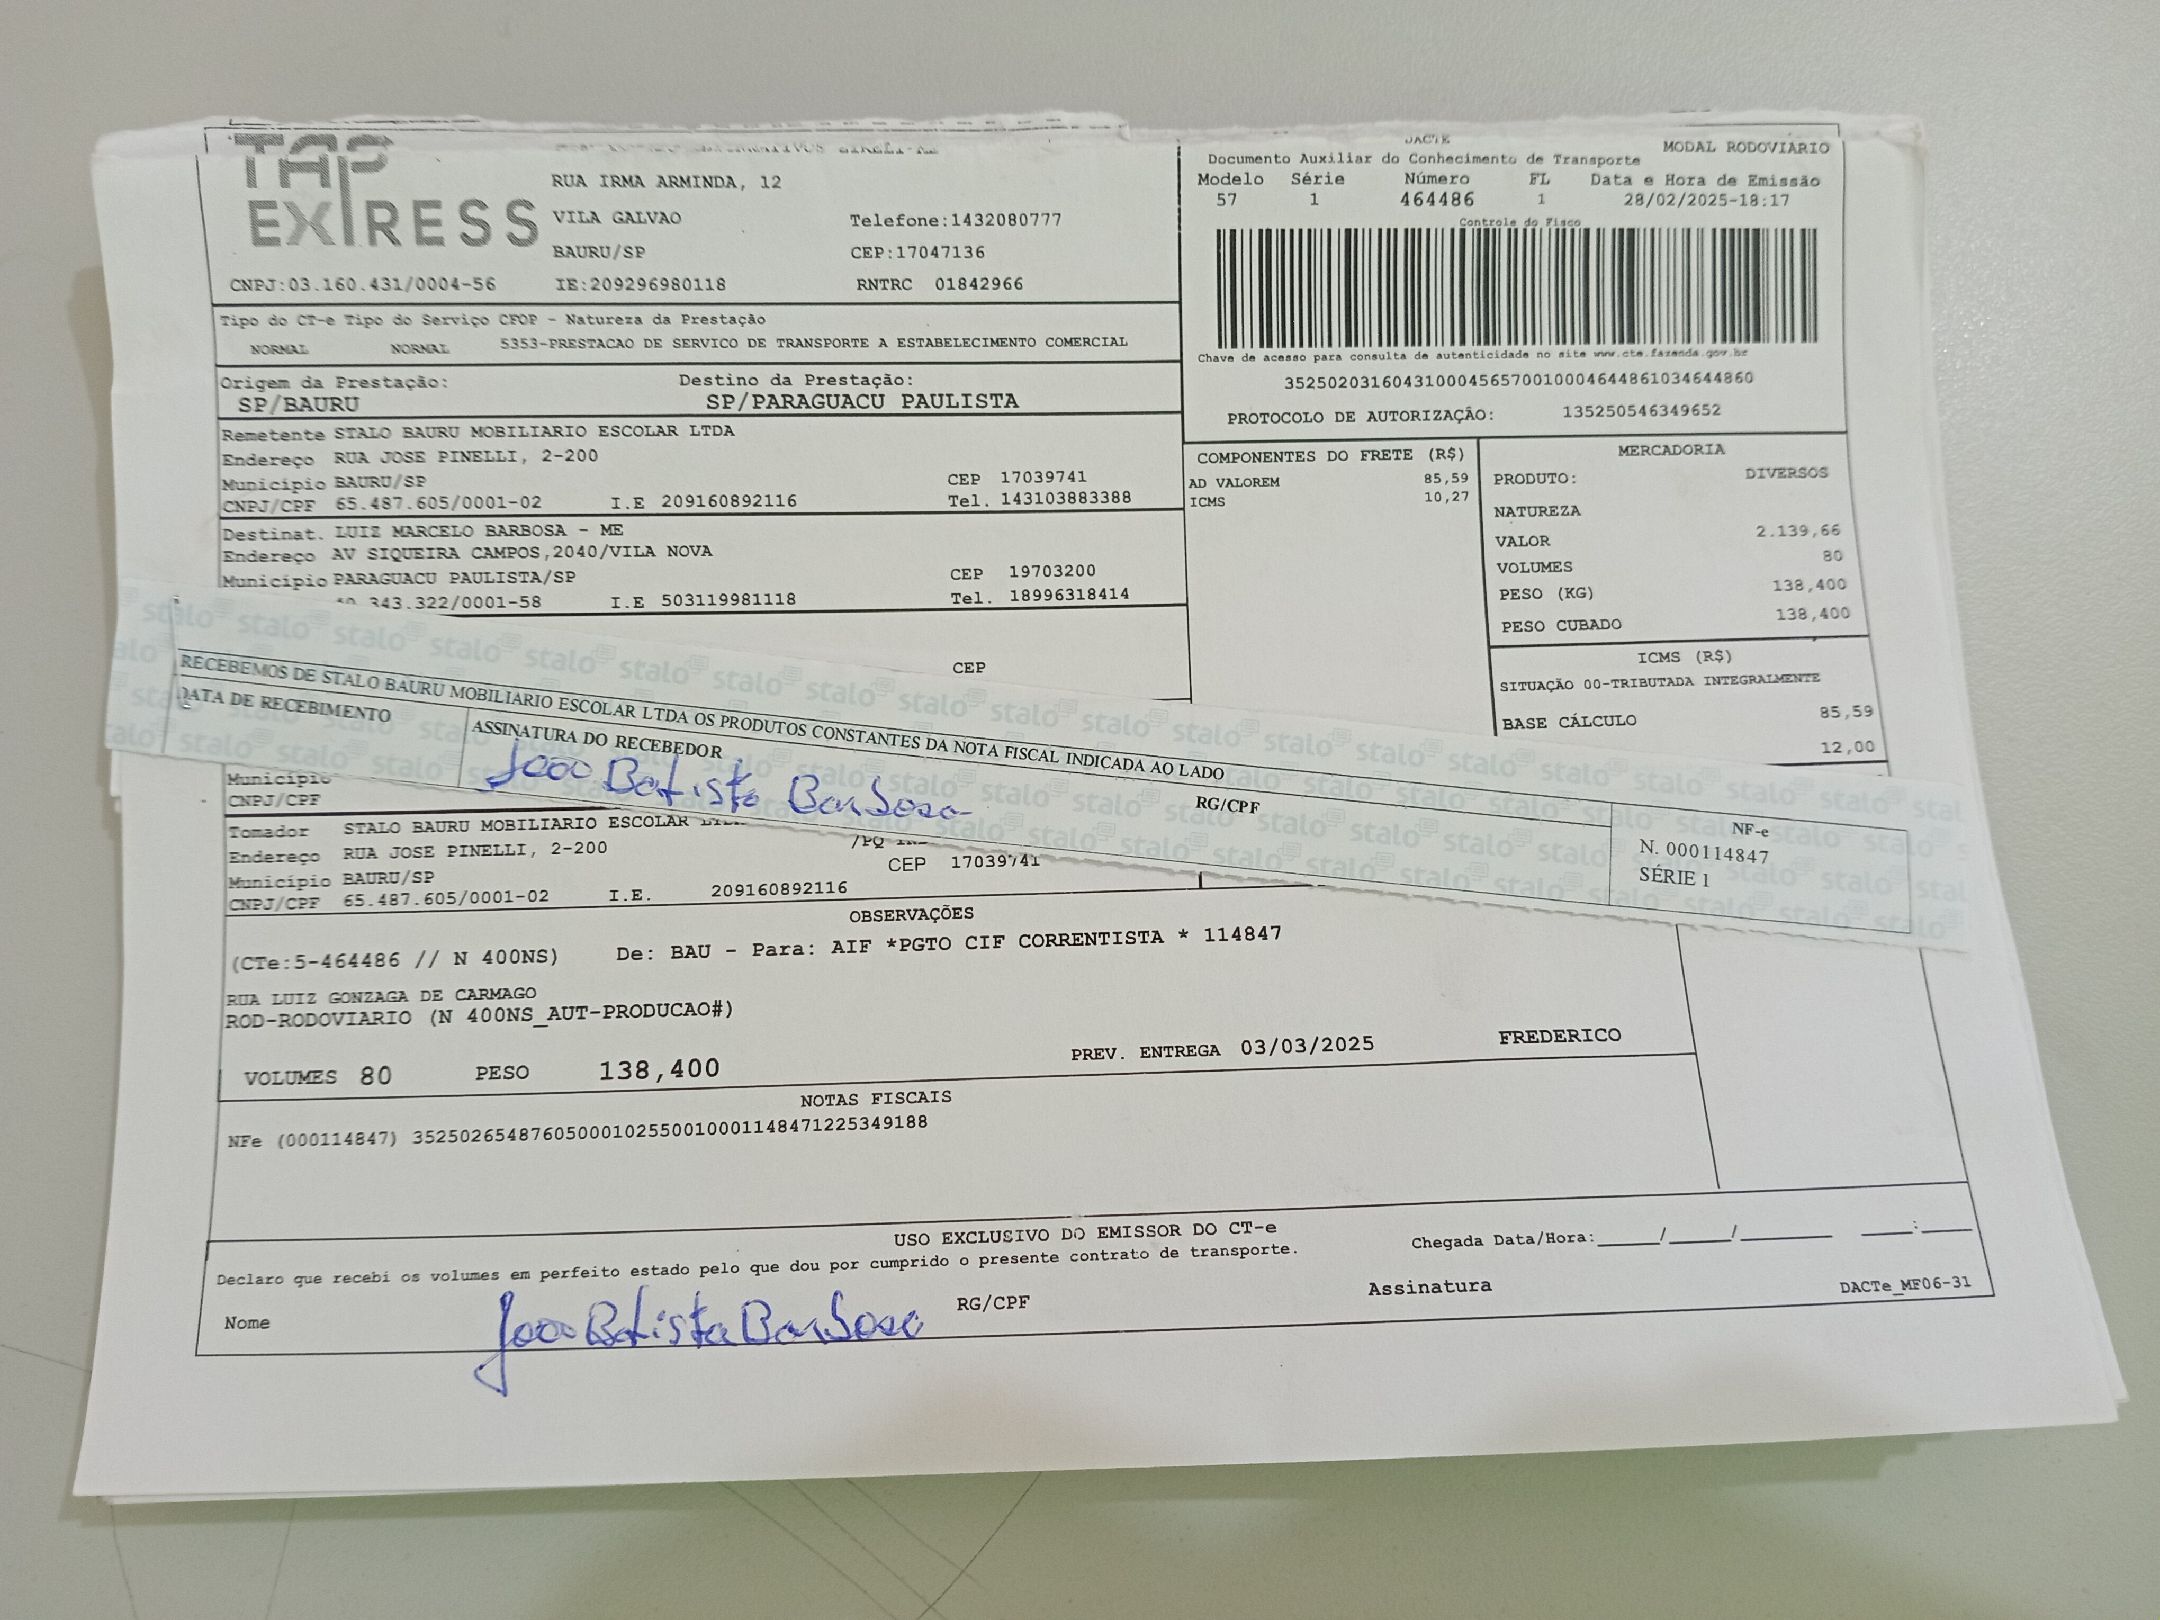 TAP
EXPRESS
RUA IRMA ARMINDA, 12
VILA GALVAO Telefone:1432080777
BAURU/SP CEP:17047136
CNPJ:03.160.431/0004-56 IE:209296980118 RNTRC 01842966
DACTE MODAL RODOVIÁRIO
Documento Auxiliar do Conhecimento de Transporte
Modelo Série Número FL Data e Hora de Emissão
57 1 464486 1 28/02/2025-18:17
Controle do Fisco
Chave de acesso para consulta de autenticidade no site www.cte.fazenda.gov.br
35250203160431000456570010004644861034644860
PROTOCOLO DE AUTORIZAÇÃO: 135250546349652
Tipo do CT-e Tipo do Serviço CFOP - Natureza da Prestação
NORMAL NORMAL 5353-PRESTACAO DE SERVICO DE TRANSPORTE A ESTABELECIMENTO COMERCIAL
Origem da Prestação: Destino da Prestação:
SP/BAURU SP/PARAGUACU PAULISTA
Remetente STALO BAURU MOBILIARIO ESCOLAR LTDA
Endereço RUA JOSE PINELLI, 2-200
Município BAURU/SP CEP 17039741
CNPJ/CPF 65.487.605/0001-02 I.E 209160892116 Tel. 143103883388
Destinat. LUIZ MARCELO BARBOSA - ME
Endereço AV SIQUEIRA CAMPOS,2040/VILA NOVA
Município PARAGUACU PAULISTA/SP CEP 19703200
343.322/0001-58 I.E 503119981118 Tel. 18996318414
CEP
COMPONENTES DO FRETE (R$)
AD VALOREM 85,59
ICMS 10,27
MERCADORIA
PRODUTO: DIVERSOS
NATUREZA
VALOR 2.139,66
VOLUMES 80
PESO (KG) 138,400
PESO CUBADO 138,400
ICMS (R$)
SITUAÇÃO 00-TRIBUTADA INTEGRALMENTE
BASE CÁLCULO 85,59
12,00
RECEBEMOS DE STALO BAURU MOBILIARIO ESCOLAR LTDA OS PRODUTOS CONSTANTES DA NOTA FISCAL INDICADA AO LADO
DATA DE RECEBIMENTO ASSINATURA DO RECEBEDOR RG/CPF
João Batista Barbosa
NF-e
N. 000114847
SÉRIE 1
Município
CNPJ/CPF
Tomador STALO BAURU MOBILIARIO ESCOLAR
Endereço RUA JOSE PINELLI, 2-200 /PQ
Município BAURU/SP CEP 17039741
CNPJ/CPF 65.487.605/0001-02 I.E. 209160892116
OBSERVAÇÕES
(CTe:5-464486 // N 400NS) De: BAU - Para: AIF *PGTO CIF CORRENTISTA * 114847
RUA LUIZ GONZAGA DE CARMAGO
ROD-RODOVIARIO (N 400NS_AUT-PRODUCAO#)
VOLUMES 80 PESO 138,400 PREV. ENTREGA 03/03/2025 FREDERICO
NOTAS FISCAIS
NFe (000114847) 35250265487605000102550010001148471225349188
USO EXCLUSIVO DO EMISSOR DO CT-e
Declaro que recebi os volumes em perfeito estado pelo que dou por cumprido o presente contrato de transporte.
Chegada Data/Hora:_____/_____/_______ ____:____
Nome João Batista Barbosa RG/CPF Assinatura DACTe_MF06-31